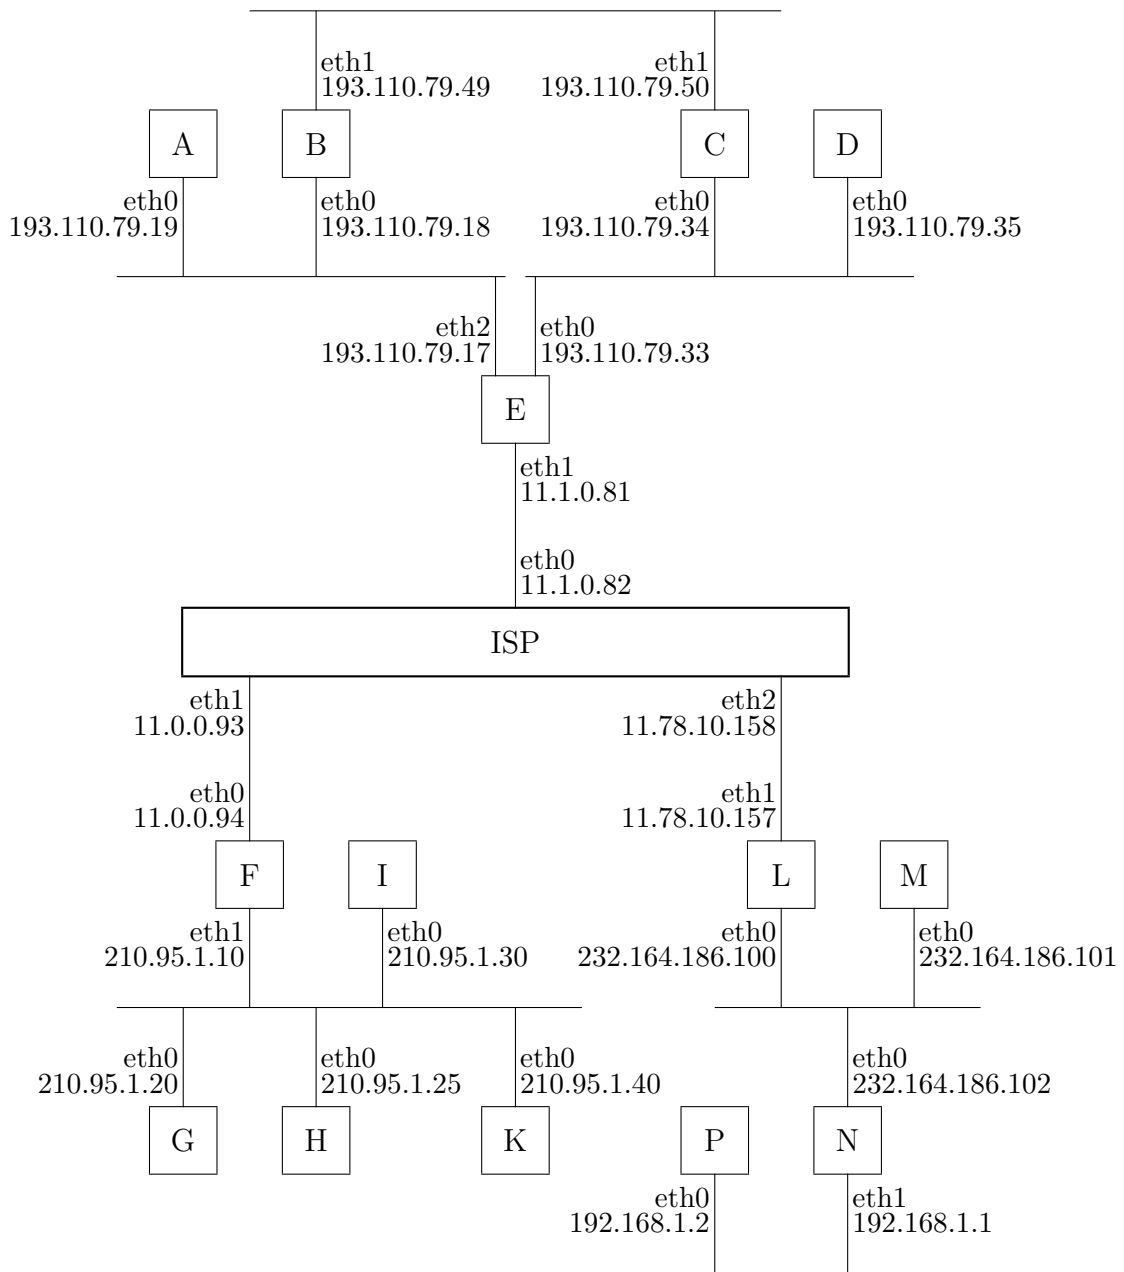 eth1
193.110.79.49
eth1
193.110.79.50
A
B
C
D
eth0
193.110.79.19
eth0
193.110.79.18
eth0
193.110.79.34
eth0
193.110.79.35
eth2
193.110.79.17
eth0
193.110.79.33
E
eth1
11.1.0.81
eth0
11.1.0.82
ISP
eth1
11.0.0.93
eth2
11.78.10.158
eth0
11.0.0.94
eth1
11.78.10.157
F
I
L
M
eth1
210.95.1.10
eth0
210.95.1.30
eth0
232.164.186.100
eth0
232.164.186.101
eth0
210.95.1.20
eth0
210.95.1.25
eth0
210.95.1.40
eth0
232.164.186.102
G
H
K
P
N
eth0
192.168.1.2
eth1
192.168.1.1